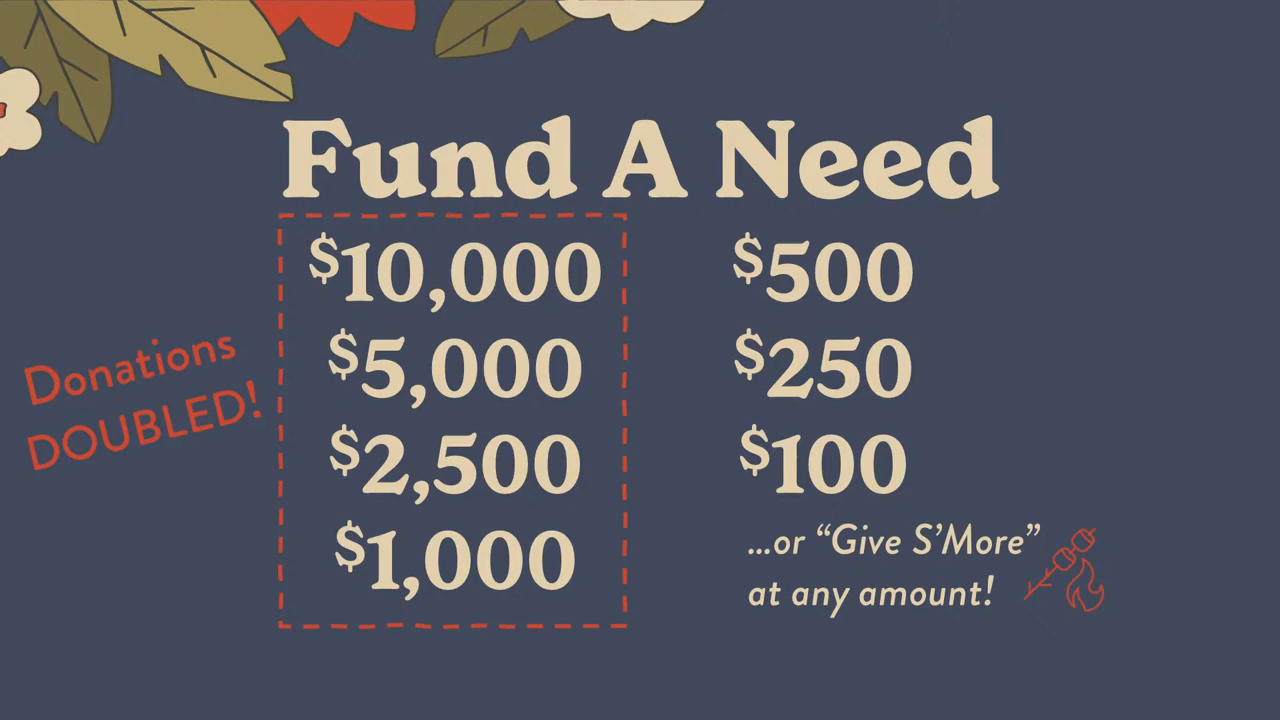 Fund A Need
Donations
DOUBLED!
$10,000
$5,000
$2,500
$1,000
$500
$250
$100
...or “Give S’More”
at any amount!